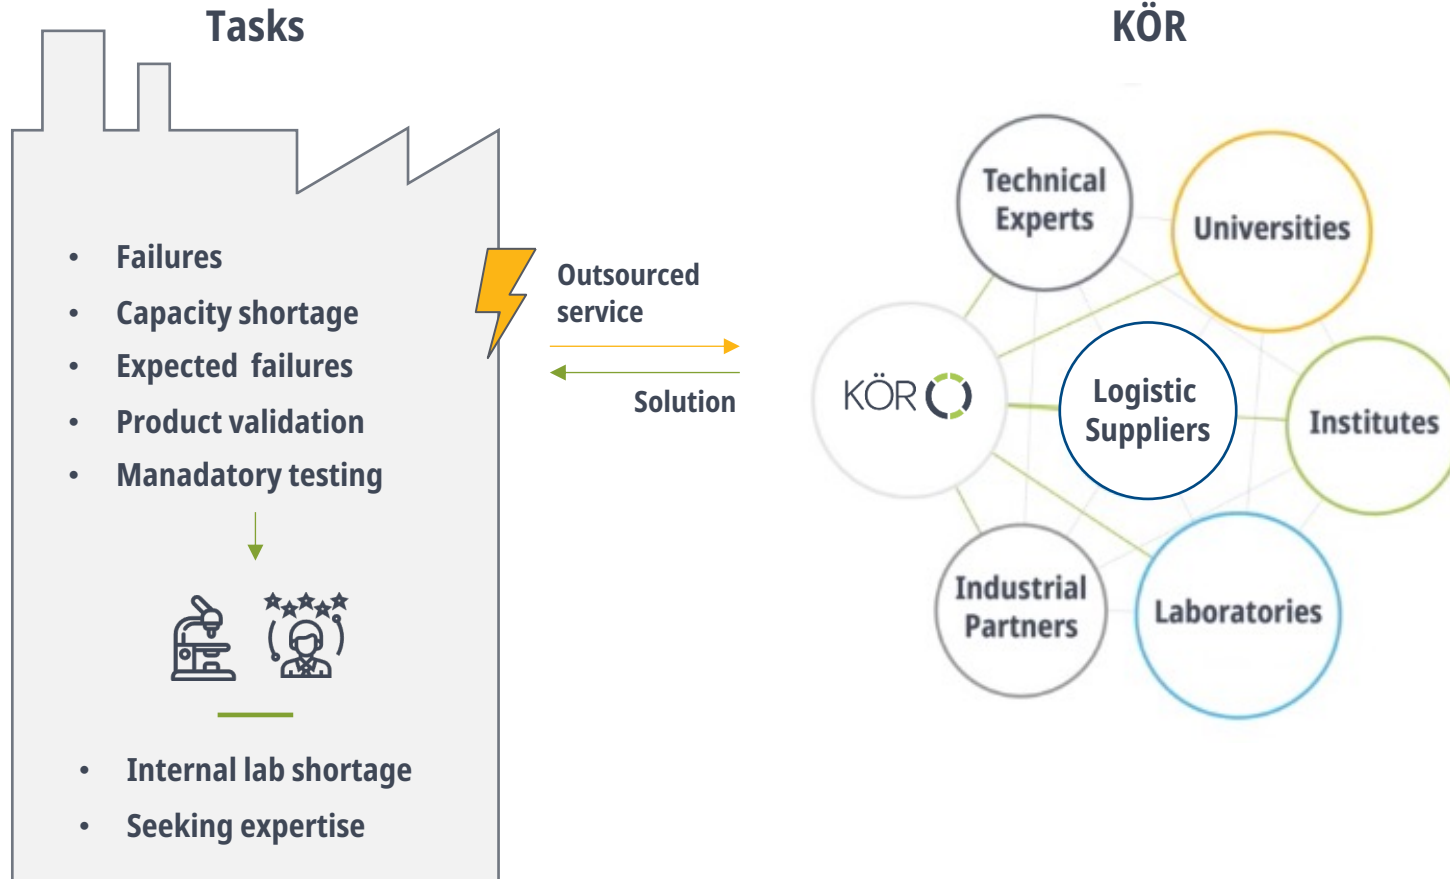 Tasks
KÖR
• Failures
• Capacity shortage
• Expected  failures
• Product validation
• Manadatory testing
• Internal lab shortage
• Seeking expertise
Outsourced
service
Solution
Technical
Experts
Universities
KÖR
Logistic
Suppliers
Institutes
Industrial
Partners
Laboratories